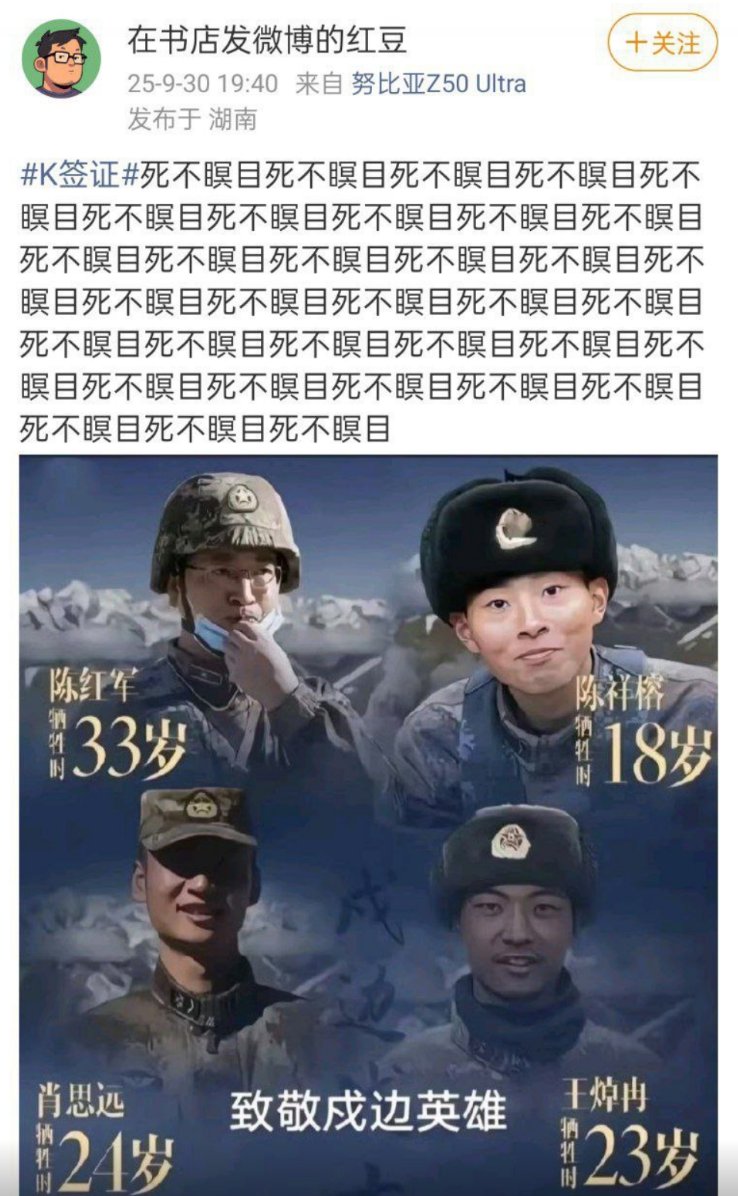 在书店发微博的红豆
+关注
25-9-30 19:40 来自 努比亚Z50 Ultra
发布于 湖南
#K签证#死不瞑目死不瞑目死不瞑目死不瞑目死不
瞑目死不瞑目死不瞑目死不瞑目死不瞑目死不瞑目
死不瞑目死不瞑目死不瞑目死不瞑目死不瞑目死不
瞑目死不瞑目死不瞑目死不瞑目死不瞑目死不瞑目
死不瞑目死不瞑目死不瞑目死不瞑目死不瞑目死不
瞑目死不瞑目死不瞑目死不瞑目死不瞑目死不瞑目
死不瞑目死不瞑目死不瞑目
陈红军
牺牲时
33岁
陈祥榕
牺牲时
18岁
戍边
肖思远
牺牲时
24岁
致敬戍边英雄
王焯冉
牺牲时
23岁